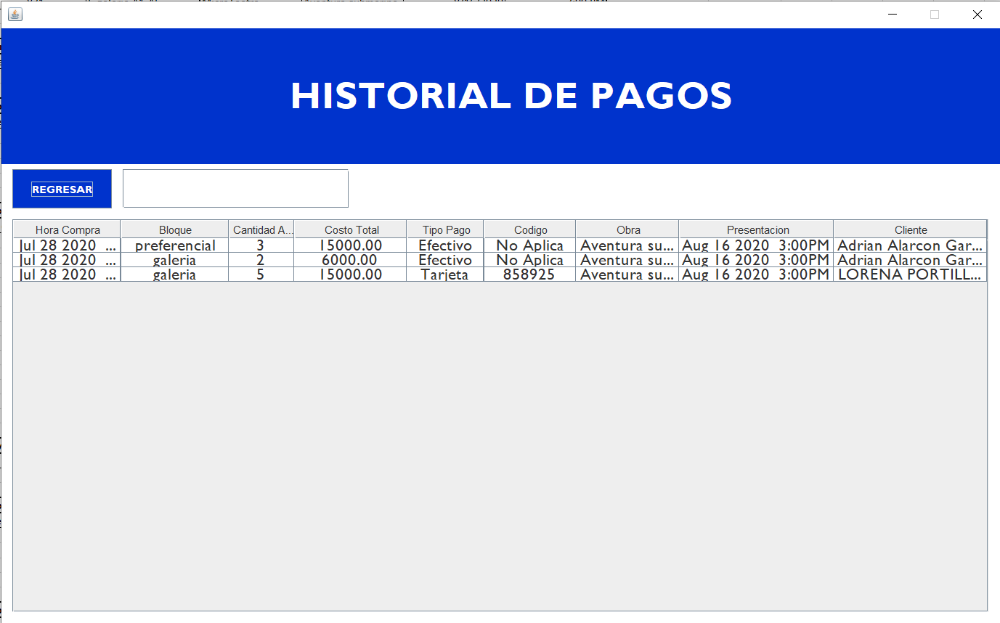 HISTORIAL DE PAGOS
REGRESAR
Hora Compra Bloque Cantidad A... Costo Total Tipo Pago Codigo Obra Presentacion Cliente
Jul 28 2020 ... preferencial 3 15000.00 Efectivo No Aplica Aventura su... Aug 16 2020 3:00PM Adrian Alarcon Gar...
Jul 28 2020 ... galeria 2 6000.00 Efectivo No Aplica Aventura su... Aug 16 2020 3:00PM Adrian Alarcon Gar...
Jul 28 2020 ... galeria 5 15000.00 Tarjeta 858925 Aventura su... Aug 16 2020 3:00PM LORENA PORTILL...